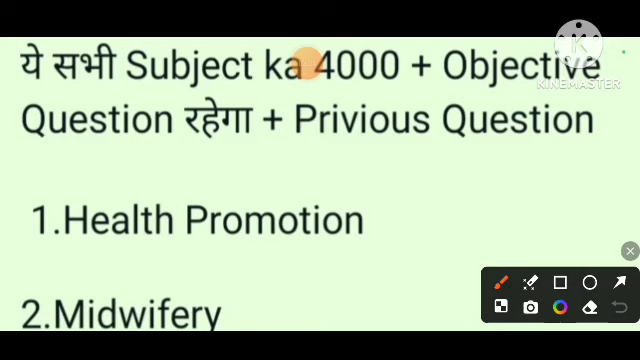 ये सभी Subject ka 4000 + Objective
KINEMASTER
Question रहेगा + Privious Question
1.Health Promotion
2.Midwifery